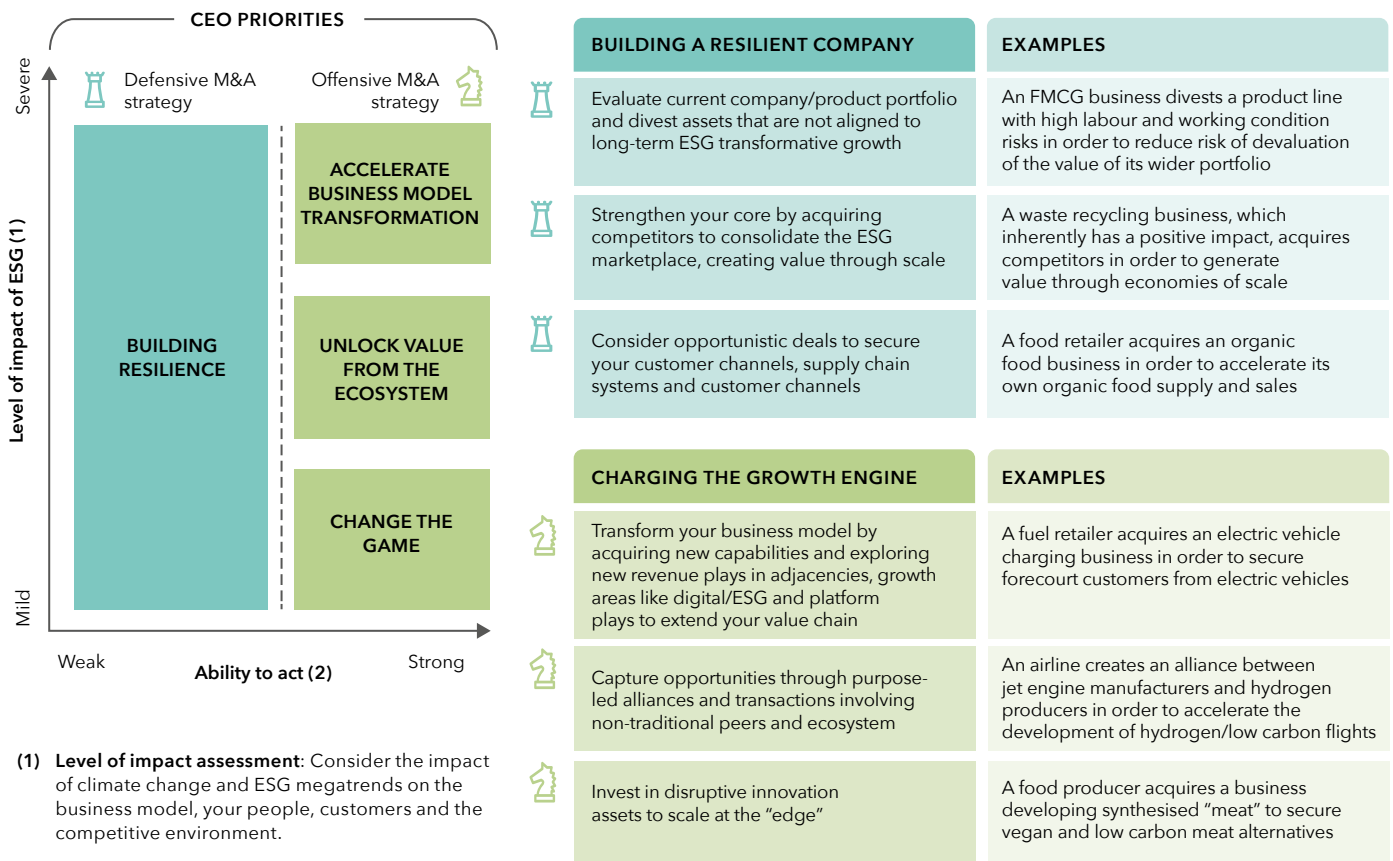 CEO PRIORITIES
Severe
Defensive M&A
strategy
Offensive M&A
strategy
Level of impact of ESG (1)
BUILDING
RESILIENCE
ACCELERATE
BUSINESS MODEL
TRANSFORMATION
UNLOCK VALUE
FROM THE
ECOSYSTEM
CHANGE THE
GAME
Mild
Weak
Ability to act (2)
Strong
(1) Level of impact assessment: Consider the impact
of climate change and ESG megatrends on the
business model, your people, customers and the
competitive environment.
BUILDING A RESILIENT COMPANY
EXAMPLES
Evaluate current company/product portfolio
and divest assets that are not aligned to
long-term ESG transformative growth
An FMCG business divests a product line
with high labour and working condition
risks in order to reduce risk of devaluation
of the value of its wider portfolio
Strengthen your core by acquiring
competitors to consolidate the ESG
marketplace, creating value through scale
A waste recycling business, which
inherently has a positive impact, acquires
competitors in order to generate
value through economies of scale
Consider opportunistic deals to secure
your customer channels, supply chain
systems and customer channels
A food retailer acquires an organic
food business in order to accelerate its
own organic food supply and sales
CHARGING THE GROWTH ENGINE
EXAMPLES
Transform your business model by
acquiring new capabilities and exploring
new revenue plays in adjacencies, growth
areas like digital/ESG and platform
plays to extend your value chain
A fuel retailer acquires an electric vehicle
charging business in order to secure
forecourt customers from electric vehicles
Capture opportunities through purpose-
led alliances and transactions involving
non-traditional peers and ecosystem
An airline creates an alliance between
jet engine manufacturers and hydrogen
producers in order to accelerate the
development of hydrogen/low carbon flights
Invest in disruptive innovation
assets to scale at the “edge”
A food producer acquires a business
developing synthesised “meat” to secure
vegan and low carbon meat alternatives